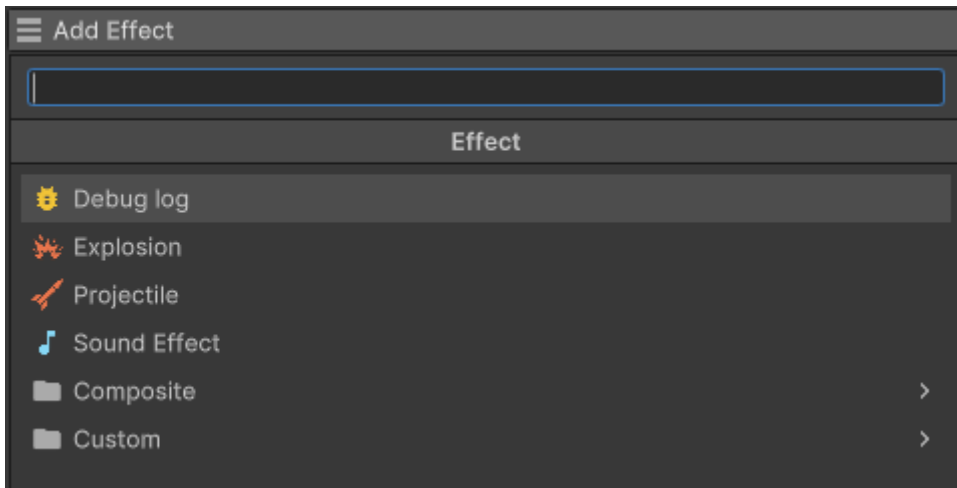 Add Effect
Effect
Debug log
Explosion
Projectile
Sound Effect
Composite
Custom